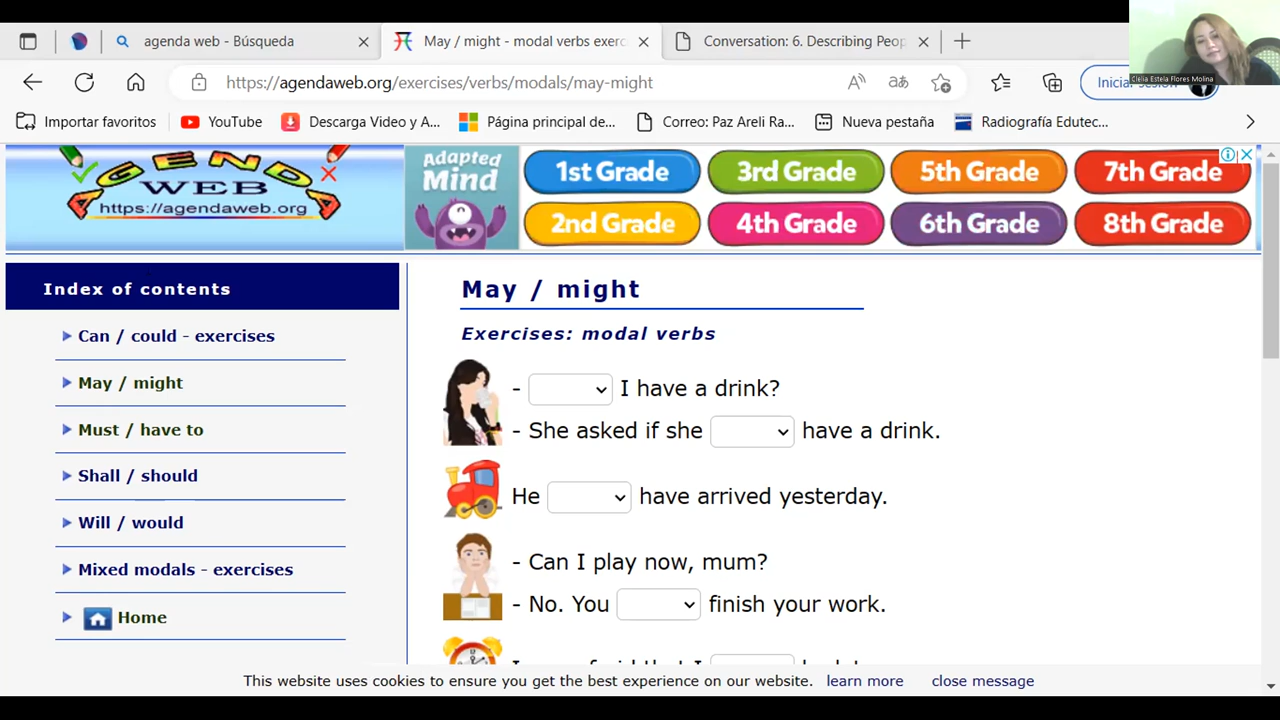 agenda web - Búsqueda
May / might - modal verbs exerc
Conversation: 6. Describing Peop
https://agendaweb.org/exercises/verbs/modals/may-might
Iniciar sesión
Clelia Estela Flores Molina
Importar favoritos
YouTube
Descarga Video y A...
Página principal de...
Correo: Paz Areli Ra...
Nueva pestaña
Radiografía Edutec...
AGENDA
WEB
https://agendaweb.org
Adapted
Mind
1st Grade
3rd Grade
5th Grade
7th Grade
2nd Grade
4th Grade
6th Grade
8th Grade
Index of contents
Can / could - exercises
May / might
Must / have to
Shall / should
Will / would
Mixed modals - exercises
Home
May / might
Exercises: modal verbs
- I have a drink?
- She asked if she have a drink.
He have arrived yesterday.
- Can I play now, mum?
- No. You finish your work.
This website uses cookies to ensure you get the best experience on our website. learn more close message